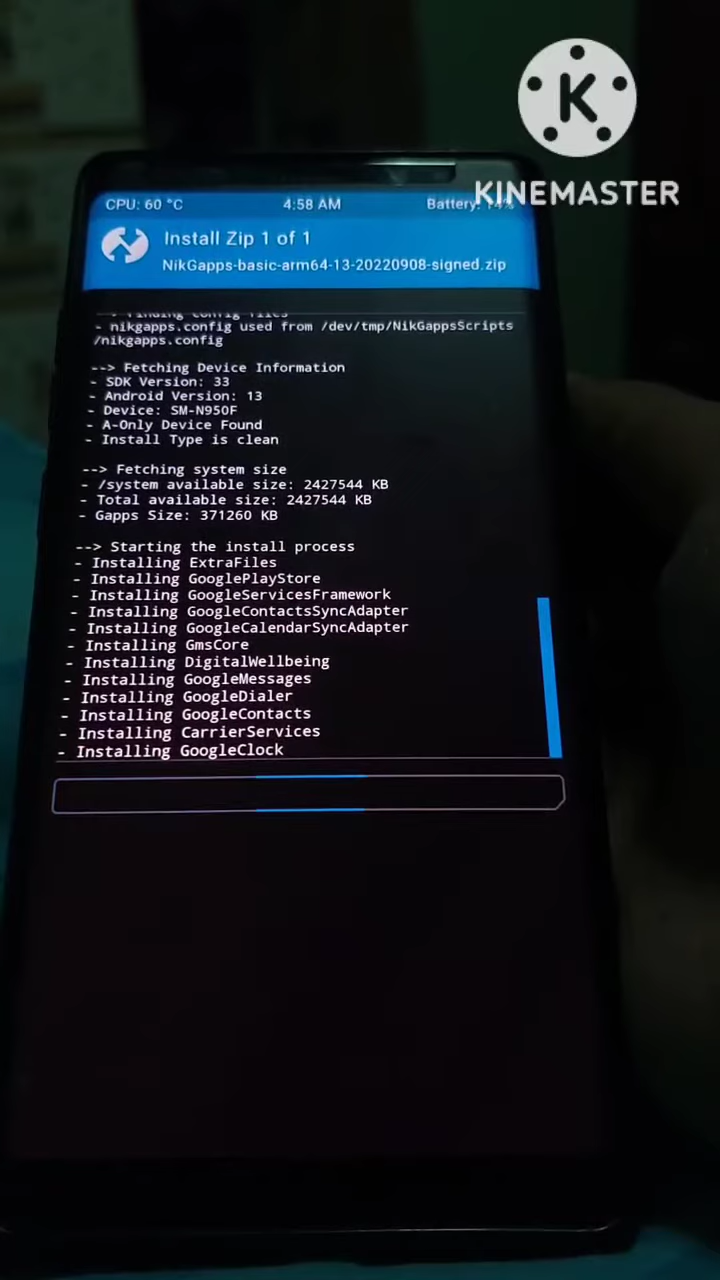 K
KINEMASTER
CPU: 60 °C 4:58 AM Battery: 14%
Install Zip 1 of 1
NikGapps-basic-arm64-13-20220908-signed.zip
--> Finding config files
- nikgapps.config used from /dev/tmp/NikGappsScripts
/nikgapps.config
--> Fetching Device Information
- SDK Version: 33
- Android Version: 13
- Device: SM-N950F
- A-Only Device Found
- Install Type is clean
--> Fetching system size
- /system available size: 2427544 KB
- Total available size: 2427544 KB
- Gapps Size: 371260 KB
--> Starting the install process
- Installing ExtraFiles
- Installing GooglePlayStore
- Installing GoogleServicesFramework
- Installing GoogleContactsSyncAdapter
- Installing GoogleCalendarSyncAdapter
- Installing GmsCore
- Installing DigitalWellbeing
- Installing GoogleMessages
- Installing GoogleDialer
- Installing GoogleContacts
- Installing CarrierServices
- Installing GoogleClock